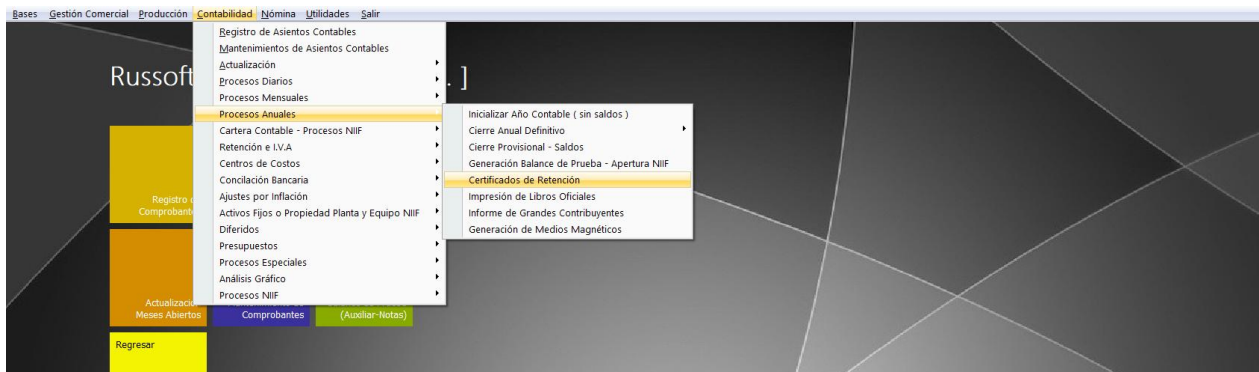 Bases Gestión Comercial Producción Contabilidad Nómina Utilidades Salir
Registro de Asientos Contables
Mantenimientos de Asientos Contables
Actualización
Procesos Diarios
Procesos Mensuales
Procesos Anuales
Cartera Contable - Procesos NIIF
Retención e I.V.A
Centros de Costos
Concilación Bancaria
Ajustes por Inflación
Activos Fijos o Propiedad Planta y Equipo NIIF
Diferidos
Presupuestos
Procesos Especiales
Análisis Gráfico
Procesos NIIF
Inicializar Año Contable ( sin saldos )
Cierre Anual Definitivo
Cierre Provisional - Saldos
Generación Balance de Prueba - Apertura NIIF
Certificados de Retención
Impresión de Libros Oficiales
Informe de Grandes Contribuyentes
Generación de Medios Magnéticos
Russoft
. ]
Registro
Comprobant
Actualizació
Meses Abiertos
Comprobantes
(Auxiliar-Notas)
Regresar